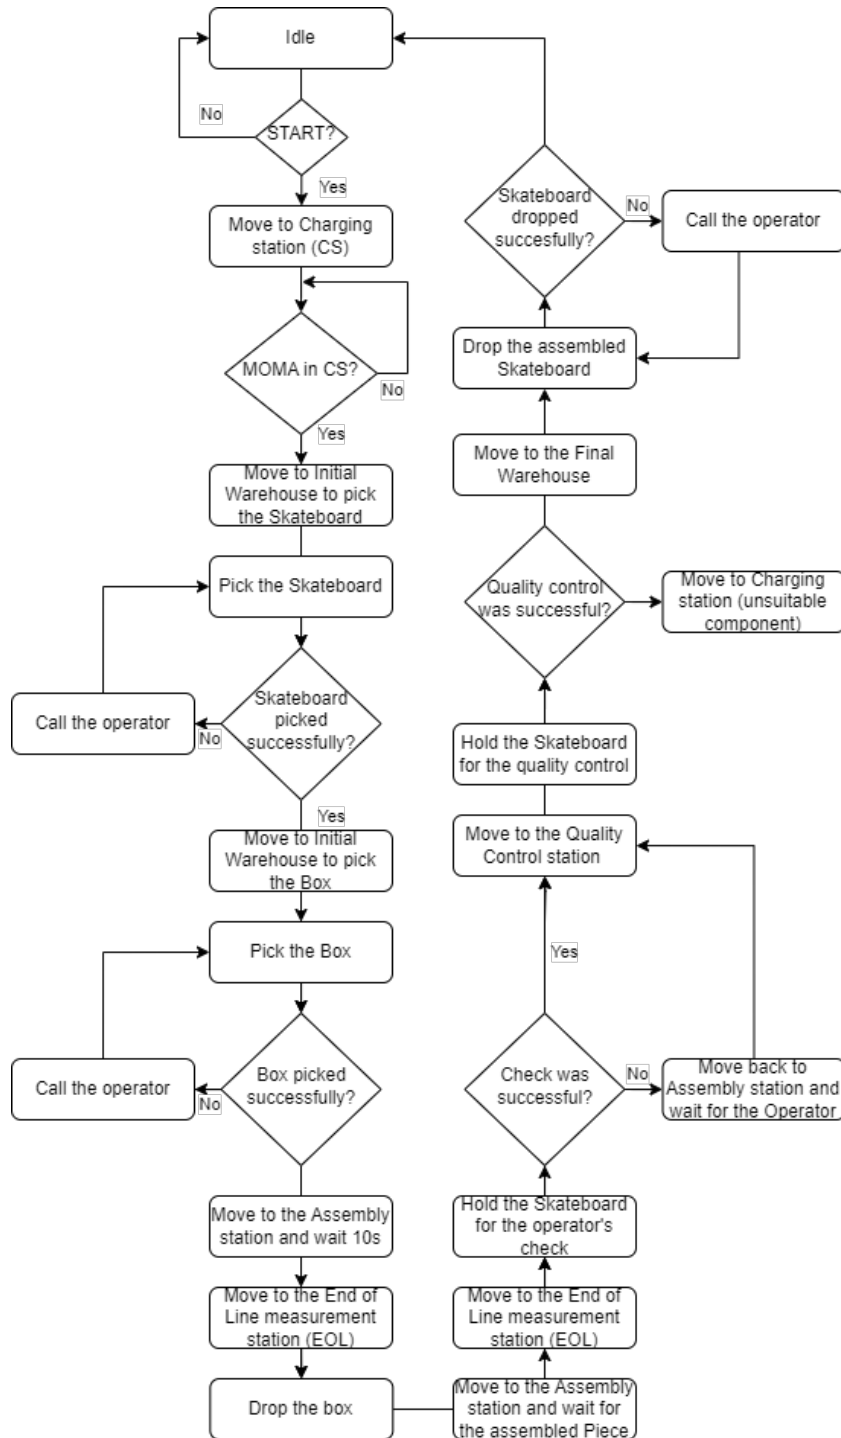 Idle
No
START?
Yes
Move to Charging
station (CS)
MOMA in CS?
No
Yes
Move to Initial
Warehouse to pick
the Skateboard
Pick the Skateboard
Skateboard
picked
successfully?
Call the operator
No
Yes
Move to Initial
Warehouse to pick
the Box
Pick the Box
Box picked
successfully?
Call the operator
No
Move to the Assembly
station and wait 10s
Move to the End of
Line measurement
station (EOL)
Drop the box
Move to the Assembly
station and wait for
the assembled Piece
Move to the End of
Line measurement
station (EOL)
Hold the Skateboard
for the operator's
check
Check was
successful?
No
Move back to
Assembly station and
wait for the Operator
Yes
Move to the Quality
Control station
Hold the Skateboard
for the quality control
Quality control
was successful?
Move to Charging
station (unsuitable
component)
Move to the Final
Warehouse
Drop the assembled
Skateboard
Skateboard
dropped
succesfully?
No
Call the operator